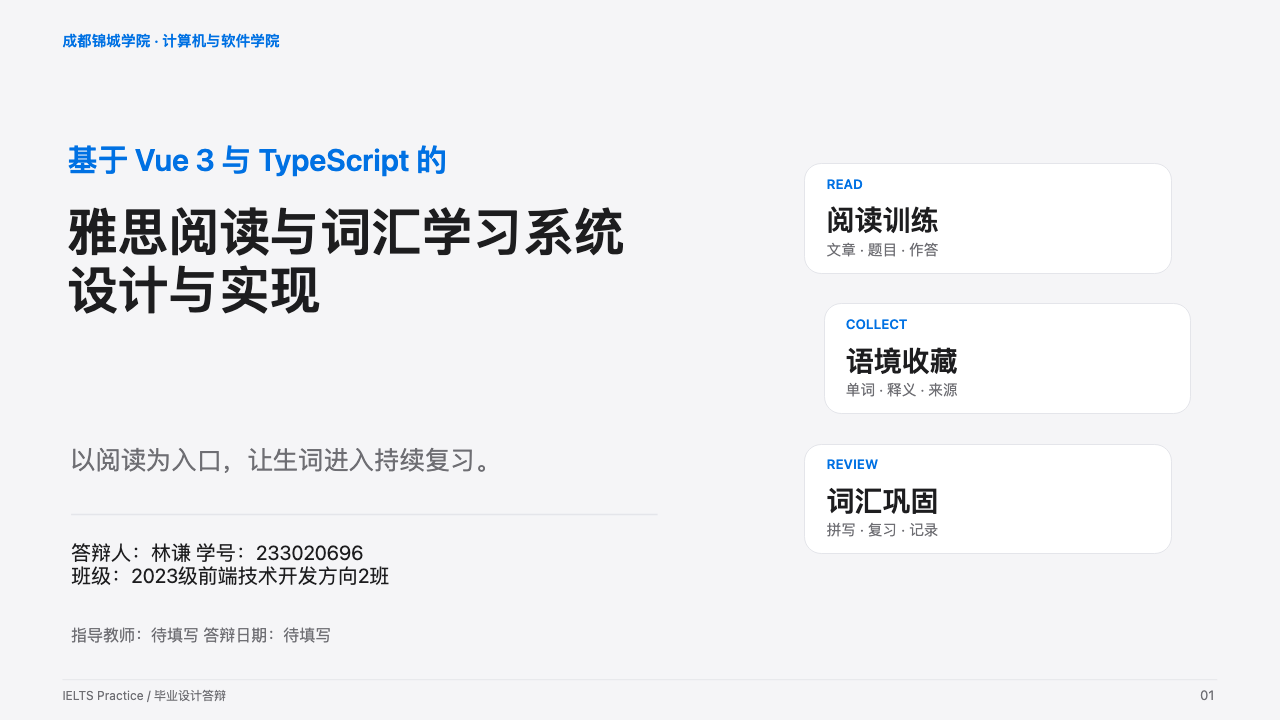 成都锦城学院 · 计算机与软件学院
基于 Vue 3 与 TypeScript 的
雅思阅读与词汇学习系统
设计与实现
以阅读为入口，让生词进入持续复习。
答辩人：林谦 学号：233020696
班级：2023级前端技术开发方向2班
指导教师：待填写 答辩日期：待填写
READ
阅读训练
文章 · 题目 · 作答
COLLECT
语境收藏
单词 · 释义 · 来源
REVIEW
词汇巩固
拼写 · 复习 · 记录
IELTS Practice / 毕业设计答辩
01